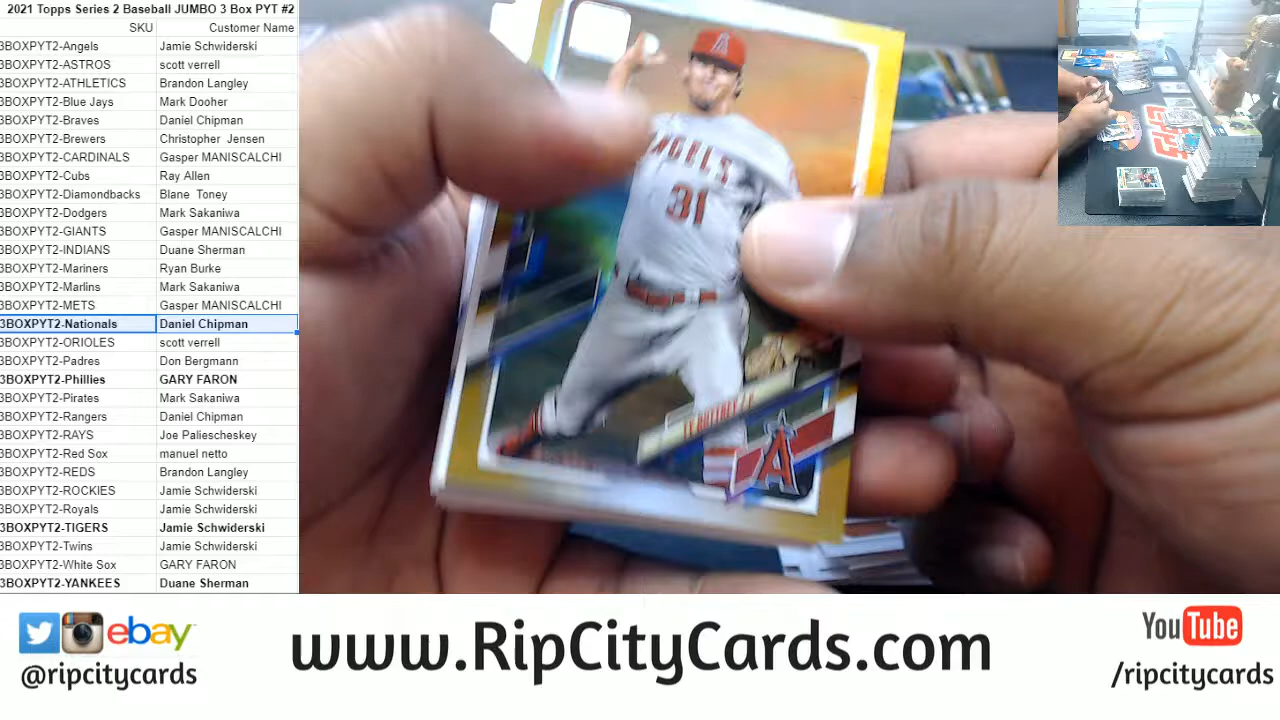 2021 Topps Series 2 Baseball JUMBO 3 Box PYT #2
SKU Customer Name
3BOXPYT2-Angels Jamie Schwiderski
3BOXPYT2-ASTROS scott verrell
3BOXPYT2-ATHLETICS Brandon Langley
3BOXPYT2-Blue Jays Mark Dooher
3BOXPYT2-Braves Daniel Chipman
3BOXPYT2-Brewers Christopher Jensen
3BOXPYT2-CARDINALS Gasper MANISCALCHI
3BOXPYT2-Cubs Ray Allen
3BOXPYT2-Diamondbacks Blane Toney
3BOXPYT2-Dodgers Mark Sakaniwa
3BOXPYT2-GIANTS Gasper MANISCALCHI
3BOXPYT2-INDIANS Duane Sherman
3BOXPYT2-Mariners Ryan Burke
3BOXPYT2-Marlins Mark Sakaniwa
3BOXPYT2-METS Gasper MANISCALCHI
3BOXPYT2-Nationals Daniel Chipman
3BOXPYT2-ORIOLES scott verrell
3BOXPYT2-Padres Don Bergmann
3BOXPYT2-Phillies GARY FARON
3BOXPYT2-Pirates Mark Sakaniwa
3BOXPYT2-Rangers Daniel Chipman
3BOXPYT2-RAYS Joe Paliescheskey
3BOXPYT2-Red Sox manuel netto
3BOXPYT2-REDS Brandon Langley
3BOXPYT2-ROCKIES Jamie Schwiderski
3BOXPYT2-Royals Jamie Schwiderski
3BOXPYT2-TIGERS Jamie Schwiderski
3BOXPYT2-Twins Jamie Schwiderski
3BOXPYT2-White Sox GARY FARON
3BOXPYT2-YANKEES Duane Sherman
A
ANGELS
31
TY BUTTREY
A
ebay
@ripcitycards
www.RipCityCards.com
YouTube
/ripcitycards